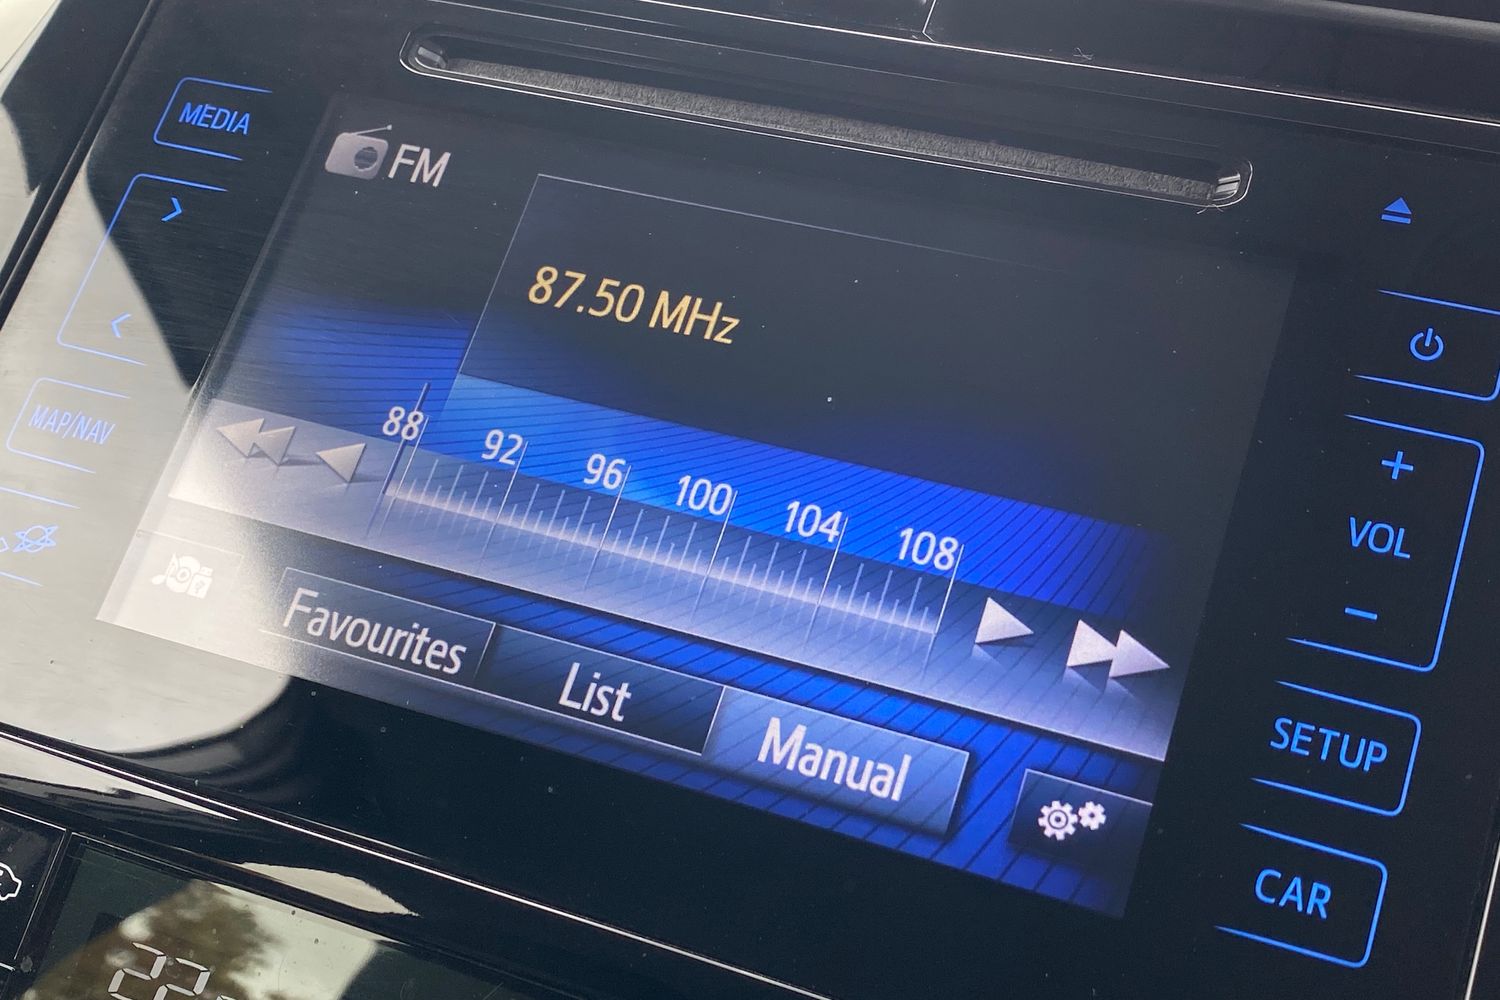 MEDIA
FM
87.50 MHz
MAP/NAV
88 92 96 100 104 108
VOL
Favourites List Manual
SETUP
CAR
22